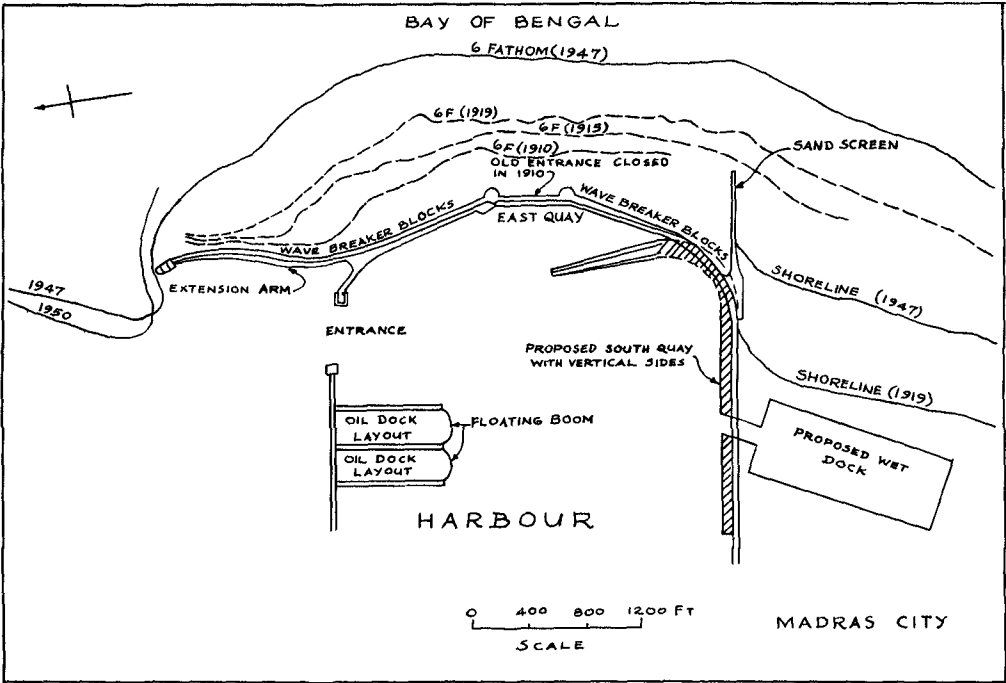 BAY OF BENGAL
6 FATHOM (1947)
6F (1919)
6F (1915)
6F (1910)
OLD ENTRANCE CLOSED
IN 1910
SAND SCREEN
WAVE BREAKER BLOCKS
EAST QUAY
WAVE BREAKER BLOCKS
EXTENSION ARM
1947
1950
SHORELINE (1947)
ENTRANCE
PROPOSED SOUTH QUAY
WITH VERTICAL SIDES
SHORELINE (1919)
OIL DOCK
LAYOUT
FLOATING BOOM
OIL DOCK
LAYOUT
PROPOSED WET
DOCK
HARBOUR
0 400 800 1200 FT
SCALE
MADRAS CITY